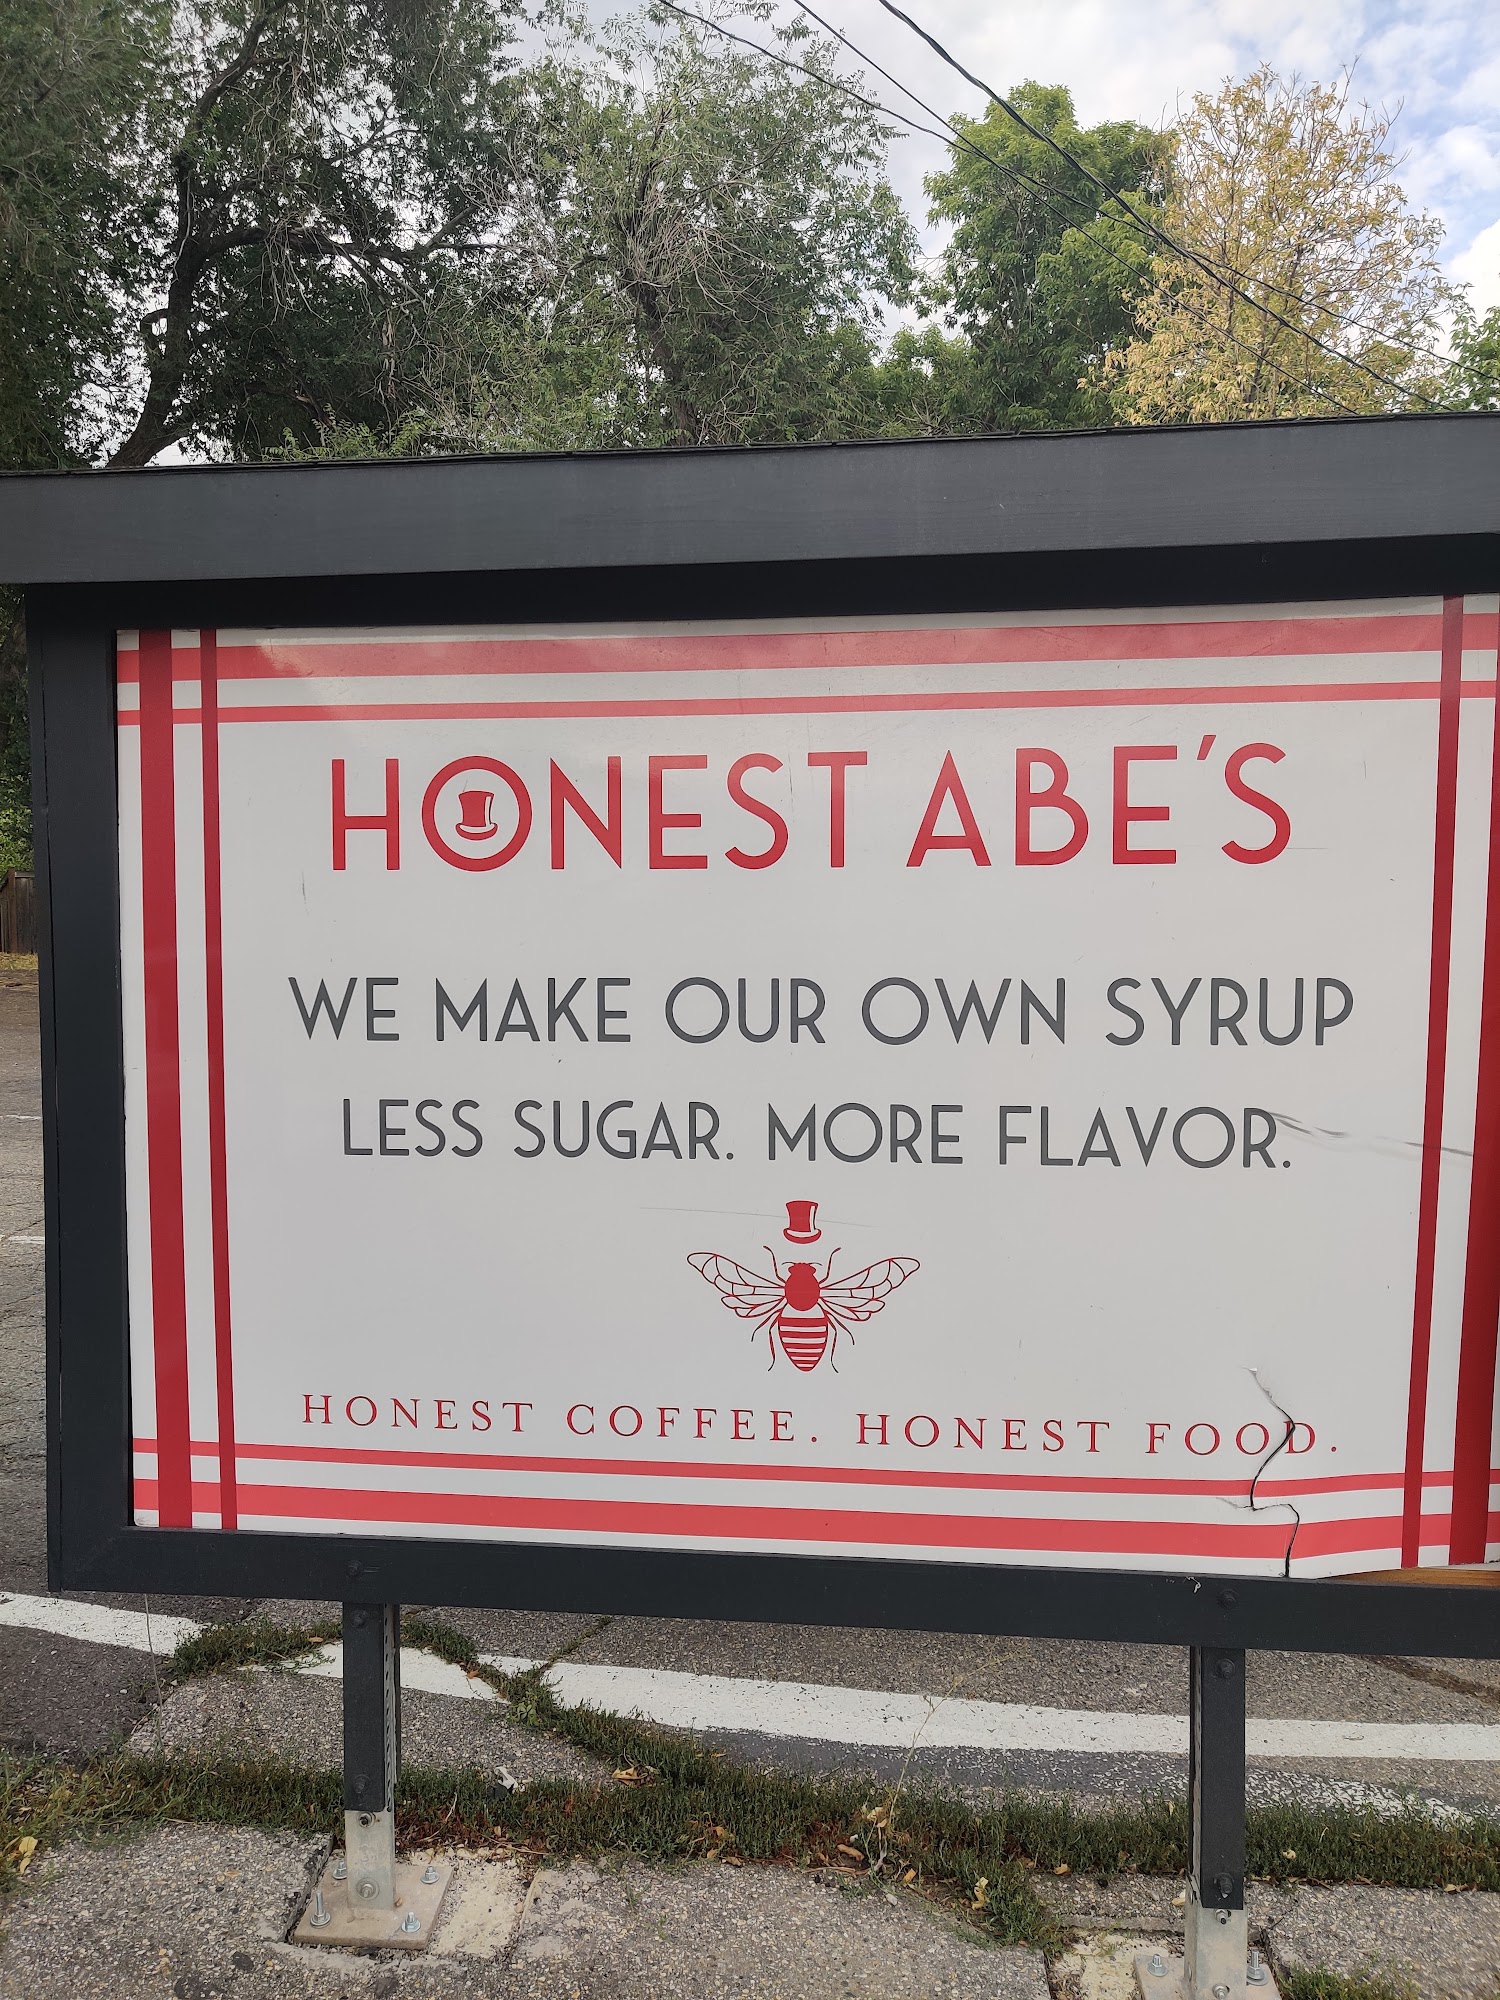 HONEST ABE'S
WE MAKE OUR OWN SYRUP
LESS SUGAR. MORE FLAVOR.
HONEST COFFEE. HONEST FOOD.